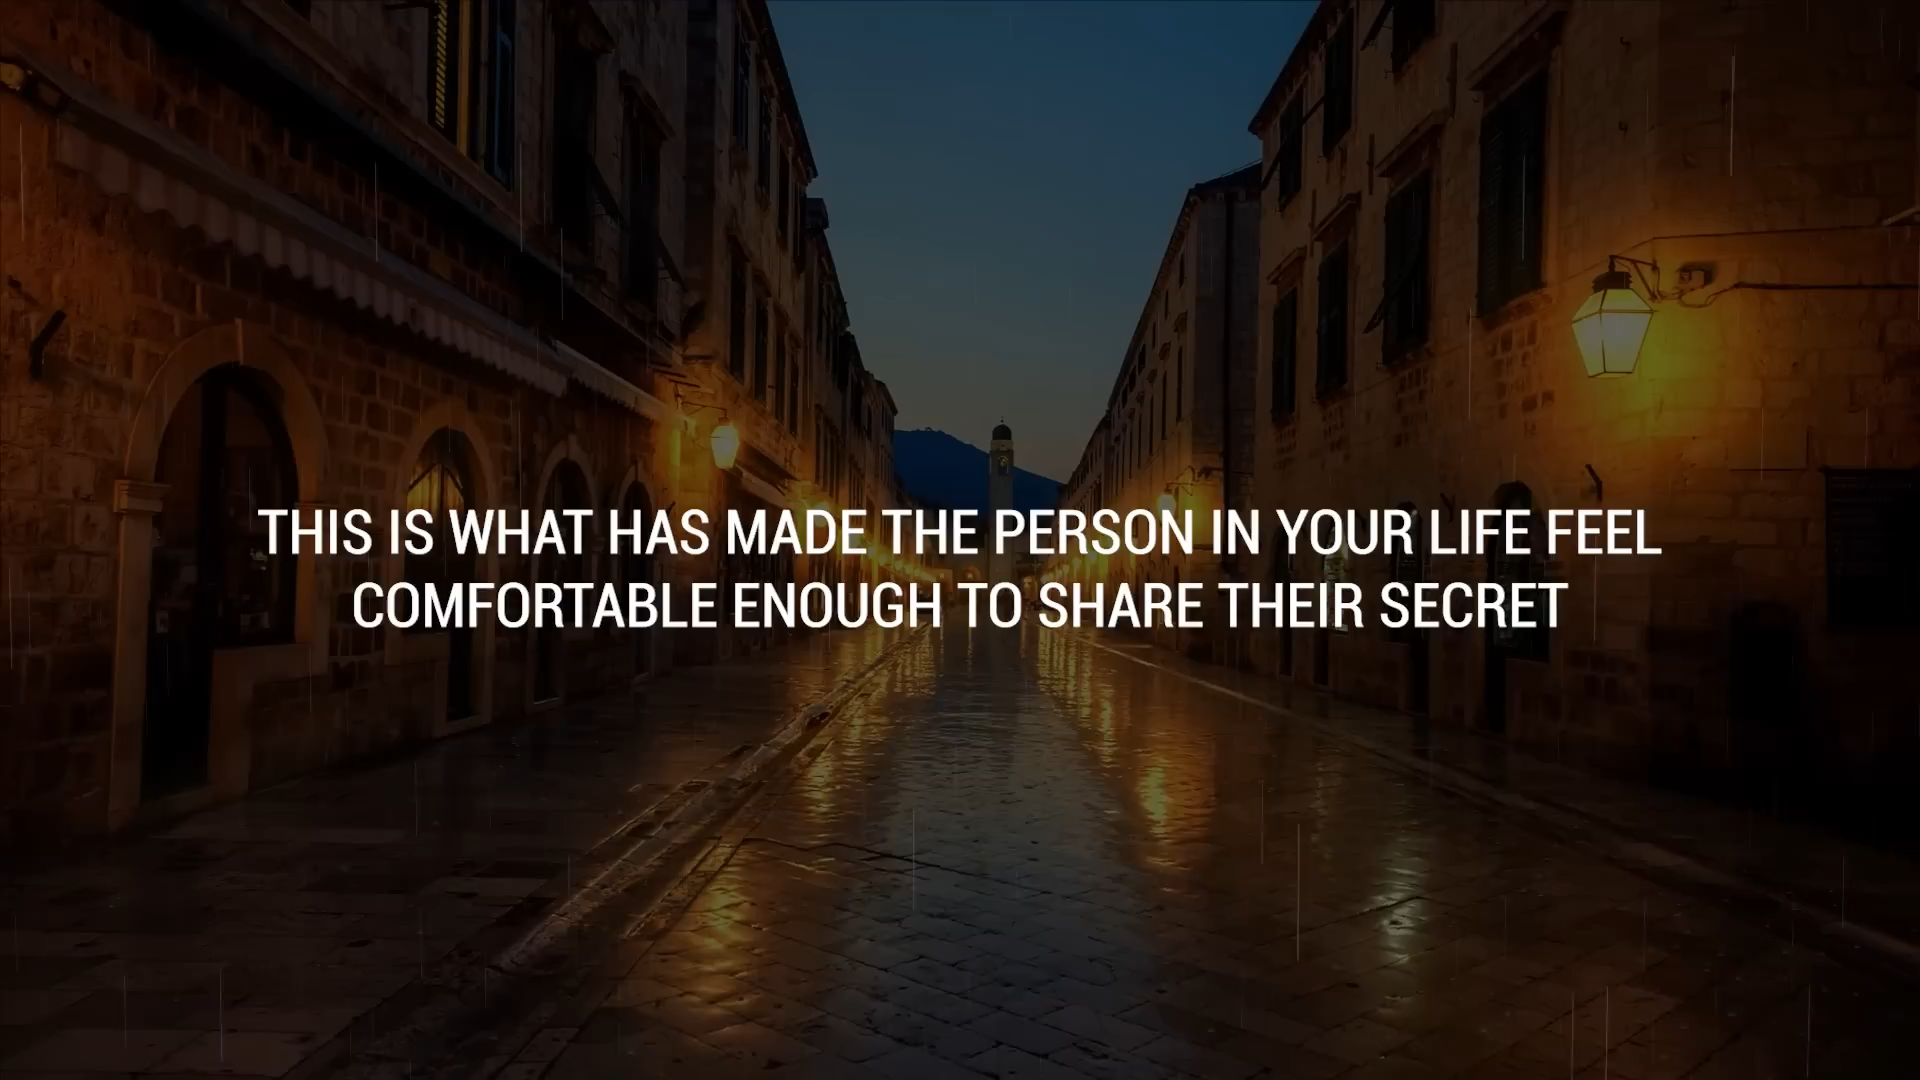 THIS IS WHAT HAS MADE THE PERSON IN YOUR LIFE FEEL
COMFORTABLE ENOUGH TO SHARE THEIR SECRET